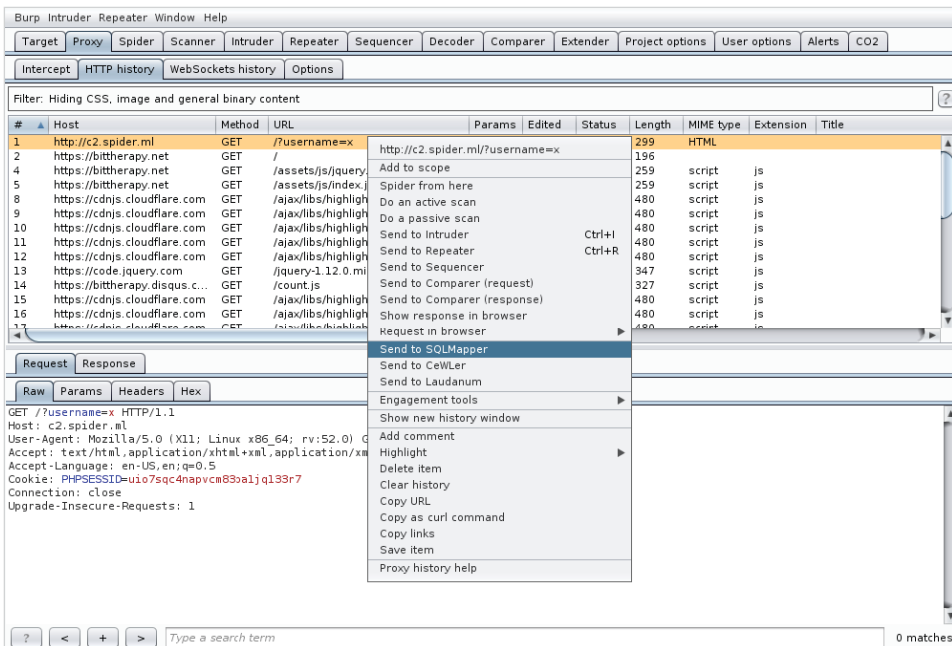 Burp Intruder Repeater Window Help
Target Proxy Spider Scanner Intruder Repeater Sequencer Decoder Comparer Extender Project options User options Alerts CO2
Intercept HTTP history WebSockets history Options
Filter: Hiding CSS, image and general binary content ?
# Host Method URL Params Edited Status Length MIME type Extension Title
1 http://c2.spider.ml GET /?username=x 299 HTML
2 https://bittherapy.net GET / 196
4 https://bittherapy.net GET /assets/js/jquery. 259 script js
5 https://bittherapy.net GET /assets/index.j 259 script js
8 https://cdnjs.cloudflare.com GET /ajax/libs/highligh 480 script js
9 https://cdnjs.cloudflare.com GET /ajax/libs/highligh 480 script js
10 https://cdnjs.cloudflare.com GET /ajax/libs/highligh 480 script js
11 https://cdnjs.cloudflare.com GET /ajax/libs/highligh 480 script js
12 https://cdnjs.cloudflare.com GET /ajax/libs/highligh 480 script js
13 https://code.jquery.com GET /jquery-1.12.0.mi 347 script js
14 https://bittherapy.disqus.c... GET /count.js 327 script js
15 https://cdnjs.cloudflare.com GET /ajax/libs/highligh 480 script js
16 https://cdnjs.cloudflare.com GET /ajax/libs/highligh 480 script js
17 https://cdnjs.cloudflare.com GET /ajax/libs/highligh 480 script js
http://c2.spider.ml/?username=x
Add to scope
Spider from here
Do an active scan
Do a passive scan
Send to Intruder Ctrl+I
Send to Repeater Ctrl+R
Send to Sequencer
Send to Comparer (request)
Send to Comparer (response)
Show response in browser
Request in browser
Send to SQLMapper
Send to CeWLer
Send to Laudanum
Engagement tools
Show new history window
Add comment
Highlight
Delete item
Clear history
Copy URL
Copy as curl command
Copy links
Save item
Proxy history help
Request Response
Raw Params Headers Hex
GET /?username=x HTTP/1.1
Host: c2.spider.ml
User-Agent: Mozilla/5.0 (X11; Linux x86_64; rv:52.0) G
Accept: text/html,application/xhtml+xml,application/xm
Accept-Language: en-US,en;q=0.5
Cookie: PHPSESSID=uio7sqc4napvcm83ba1jq133r7
Connection: close
Upgrade-Insecure-Requests: 1
? < + > Type a search term 0 matches